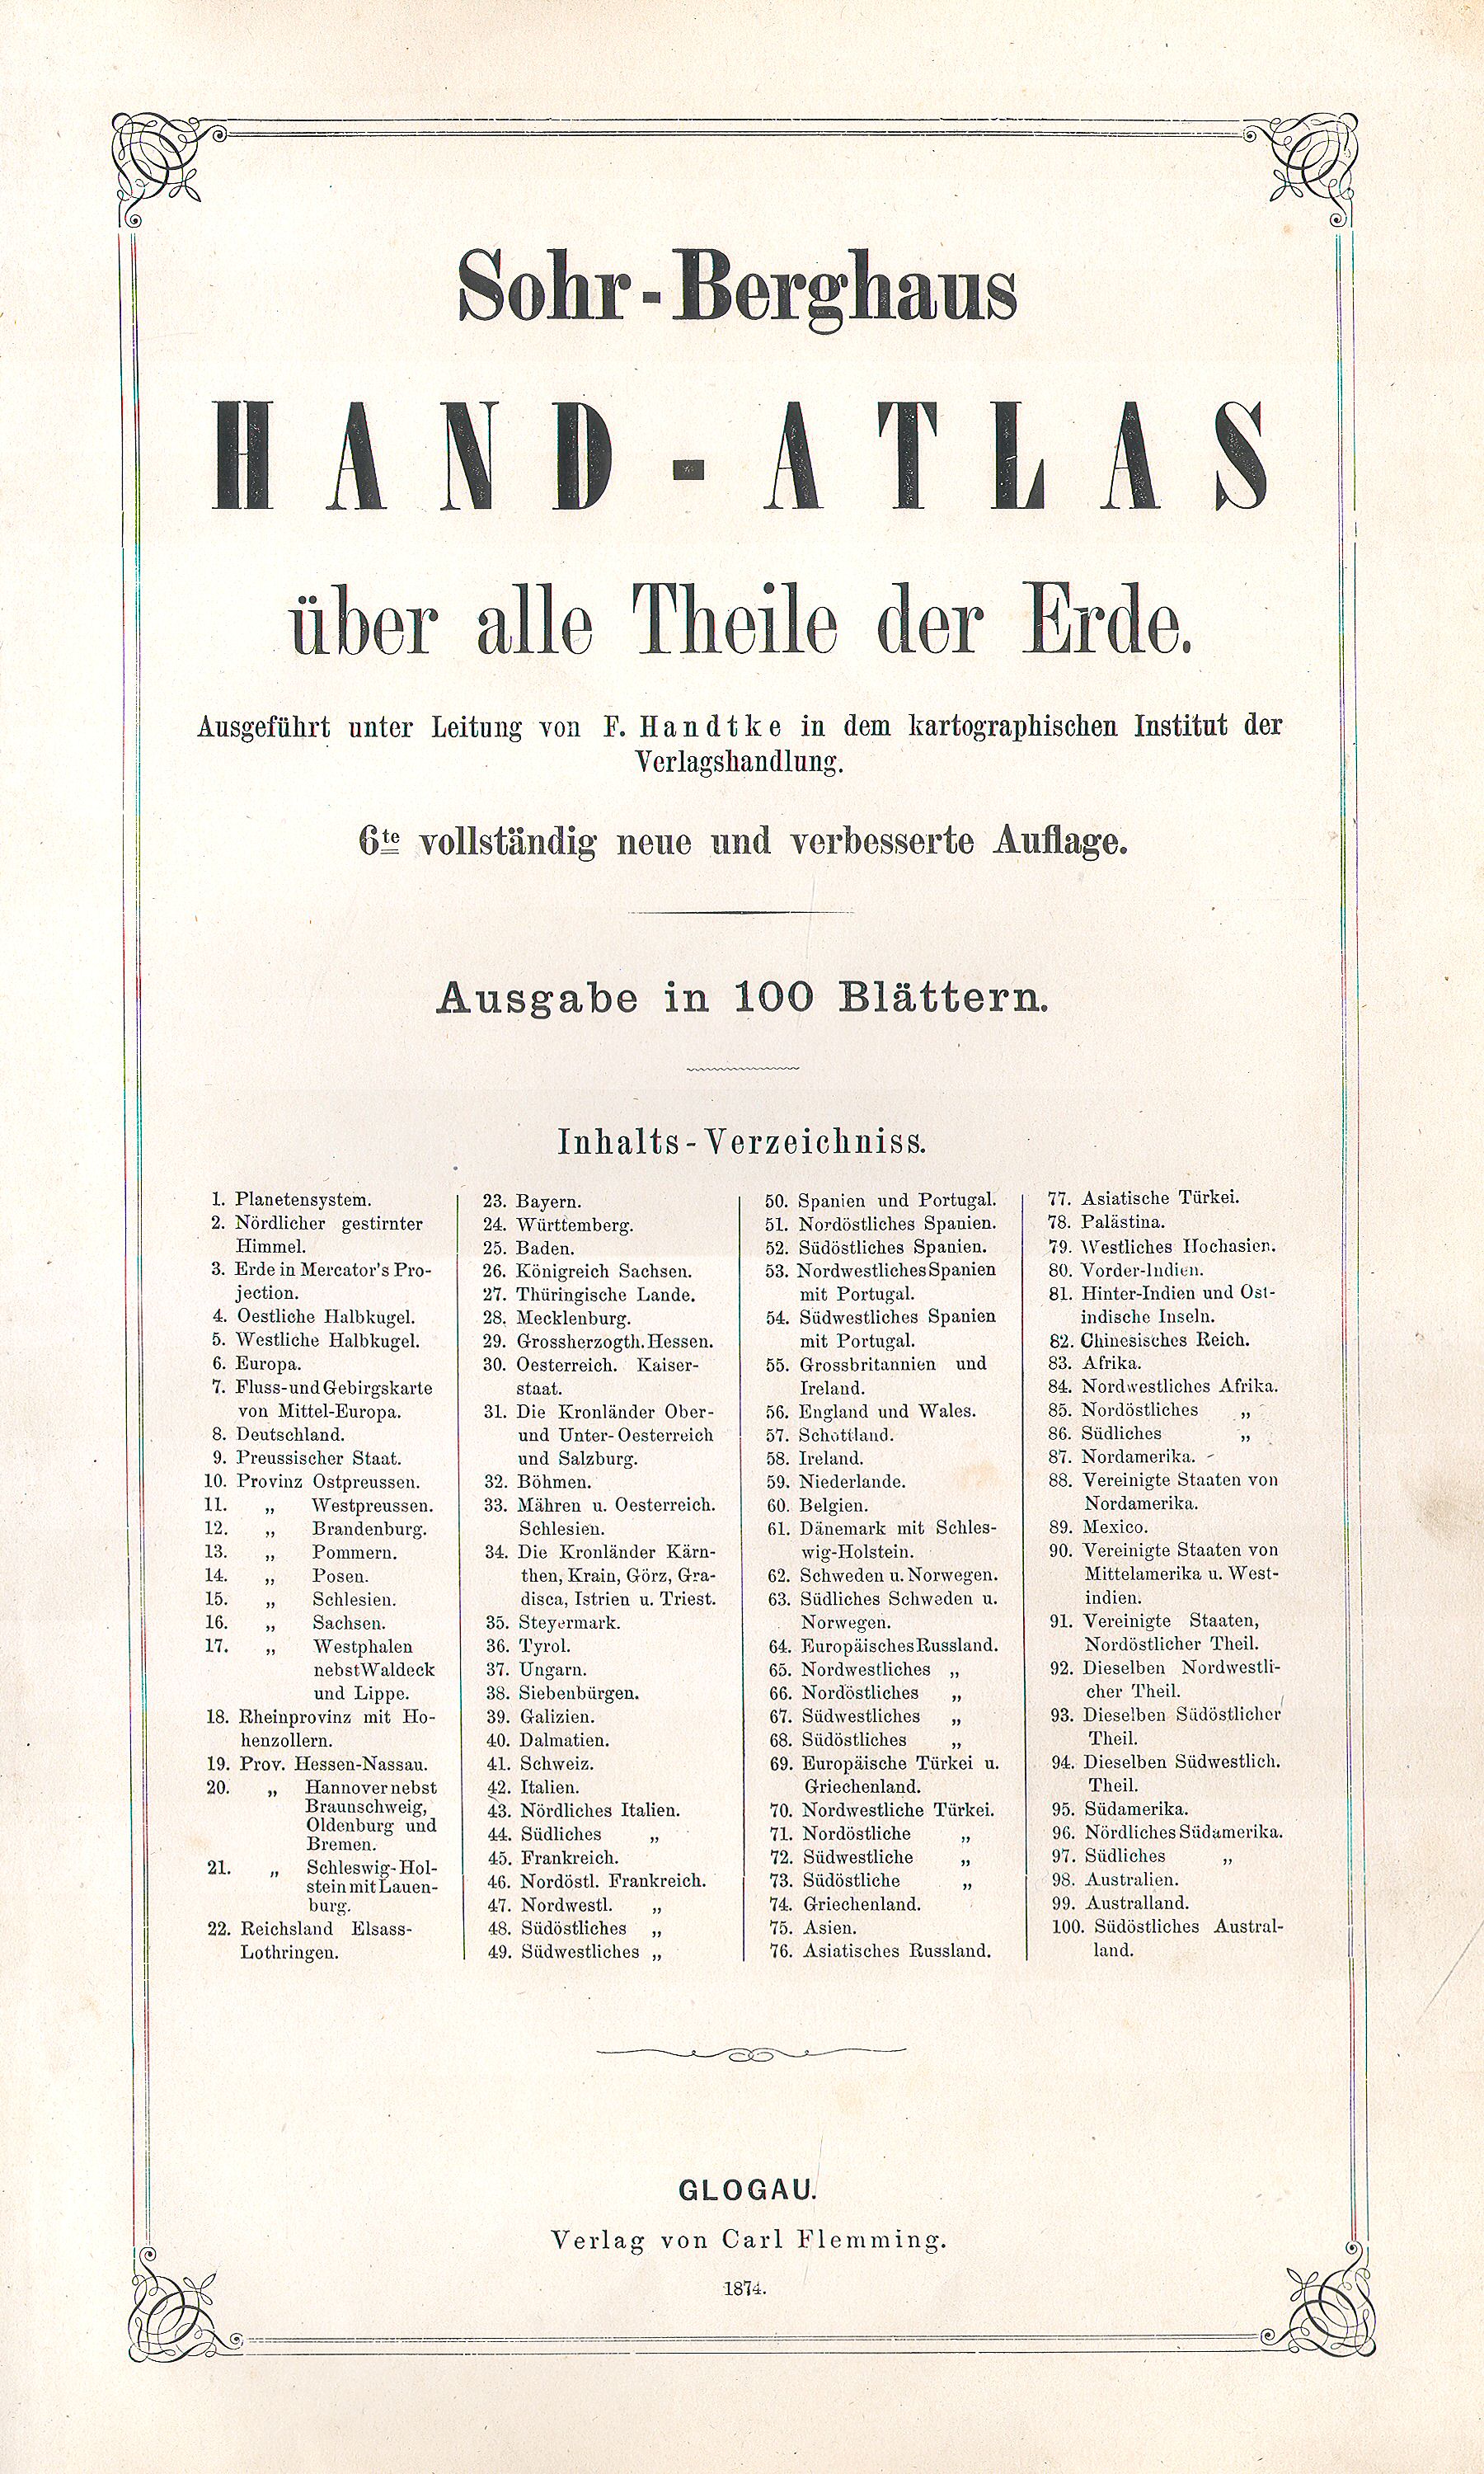 Sohr-Berghaus
HAND-ATLAS
über alle Theile der Erde.
Ausgeführt unter Leitung von F. Handtke in dem kartographischen Institut der
Verlagshandlung.
6te vollständig neue und verbesserte Auflage.
Ausgabe in 100 Blättern.
Inhalts-Verzeichniss.
1. Planetensystem.
2. Nördlicher gestirnter
Himmel.
3. Erde in Mercator's Pro-
jection.
4. Oestliche Halbkugel.
5. Westliche Halbkugel.
6. Europa.
7. Fluss- und Gebirgskarte
von Mittel-Europa.
8. Deutschland.
9. Preussischer Staat.
10. Provinz Ostpreussen.
11. „ Westpreussen.
12. „ Brandenburg.
13. „ Pommern.
14. „ Posen.
15. „ Schlesien.
16. „ Sachsen.
17. „ Westphalen
nebst Waldeck
und Lippe.
18. Rheinprovinz mit Ho-
henzollern.
19. Prov. Hessen-Nassau.
20. „ Hannover nebst
Braunschweig,
Oldenburg und
Bremen.
21. „ Schleswig-Hol-
stein mit Lauen-
burg.
22. Reichsland Elsass-
Lothringen.
23. Bayern.
24. Württemberg.
25. Baden.
26. Königreich Sachsen.
27. Thüringische Lande.
28. Mecklenburg.
29. Grossherzogth. Hessen.
30. Oesterreich. Kaiser-
staat.
31. Die Kronländer Ober-
und Unter-Oesterreich
und Salzburg.
32. Böhmen.
33. Mähren u. Oesterreich.
Schlesien.
34. Die Kronländer Kärn-
then, Krain, Görz, Gra-
disca, Istrien u. Triest.
35. Steyermark.
36. Tyrol.
37. Ungarn.
38. Siebenbürgen.
39. Galizien.
40. Dalmatien.
41. Schweiz.
42. Italien.
43. Nördliches Italien.
44. Südliches „
45. Frankreich.
46. Nordöstl. Frankreich.
47. Nordwestl. „
48. Südöstliches „
49. Südwestliches „
50. Spanien und Portugal.
51. Nordöstliches Spanien.
52. Südöstliches Spanien.
53. Nordwestliches Spanien
mit Portugal.
54. Südwestliches Spanien
mit Portugal.
55. Grossbritannien und
Ireland.
56. England und Wales.
57. Schottland.
58. Ireland.
59. Niederlande.
60. Belgien.
61. Dänemark mit Schles-
wig-Holstein.
62. Schweden u. Norwegen.
63. Südliches Schweden u.
Norwegen.
64. Europäisches Russland.
65. Nordwestliches „
66. Nordöstliches „
67. Südwestliches „
68. Südöstliches „
69. Europäische Türkei u.
Griechenland.
70. Nordwestliche Türkei.
71. Nordöstliche „
72. Südwestliche „
73. Südöstliche „
74. Griechenland.
75. Asien.
76. Asiatisches Russland.
77. Asiatische Türkei.
78. Palästina.
79. Westliches Hochasien.
80. Vorder-Indien.
81. Hinter-Indien und Ost-
indische Inseln.
82. Chinesisches Reich.
83. Afrika.
84. Nordwestliches Afrika.
85. Nordöstliches „
86. Südliches „
87. Nordamerika.
88. Vereinigte Staaten von
Nordamerika.
89. Mexico.
90. Vereinigte Staaten von
Mittelamerika u. West-
indien.
91. Vereinigte Staaten,
Nordöstlicher Theil.
92. Dieselben Nordwestli-
cher Theil.
93. Dieselben Südöstlicher
Theil.
94. Dieselben Südwestlich.
Theil.
95. Südamerika.
96. Nördliches Südamerika.
97. Südliches „
98. Australien.
99. Australland.
100. Südöstliches Austral-
land.
GLOGAU.
Verlag von Carl Flemming.
1874.